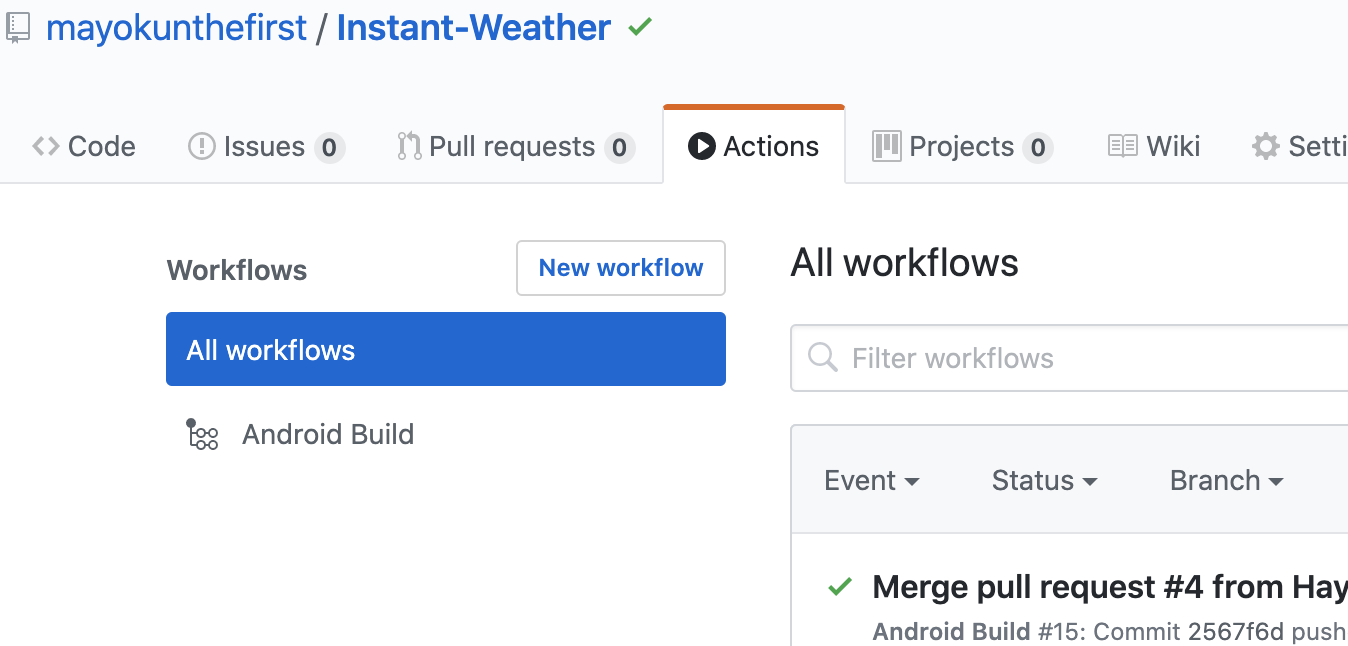 mayokunthefirst / Instant-Weather
Code Issues 0 Pull requests 0 Actions Projects 0 Wiki Setti
Workflows New workflow
All workflows
Android Build
All workflows
Filter workflows
Event Status Branch
Merge pull request #4 from Hay
Android Build #15: Commit 2567f6d push